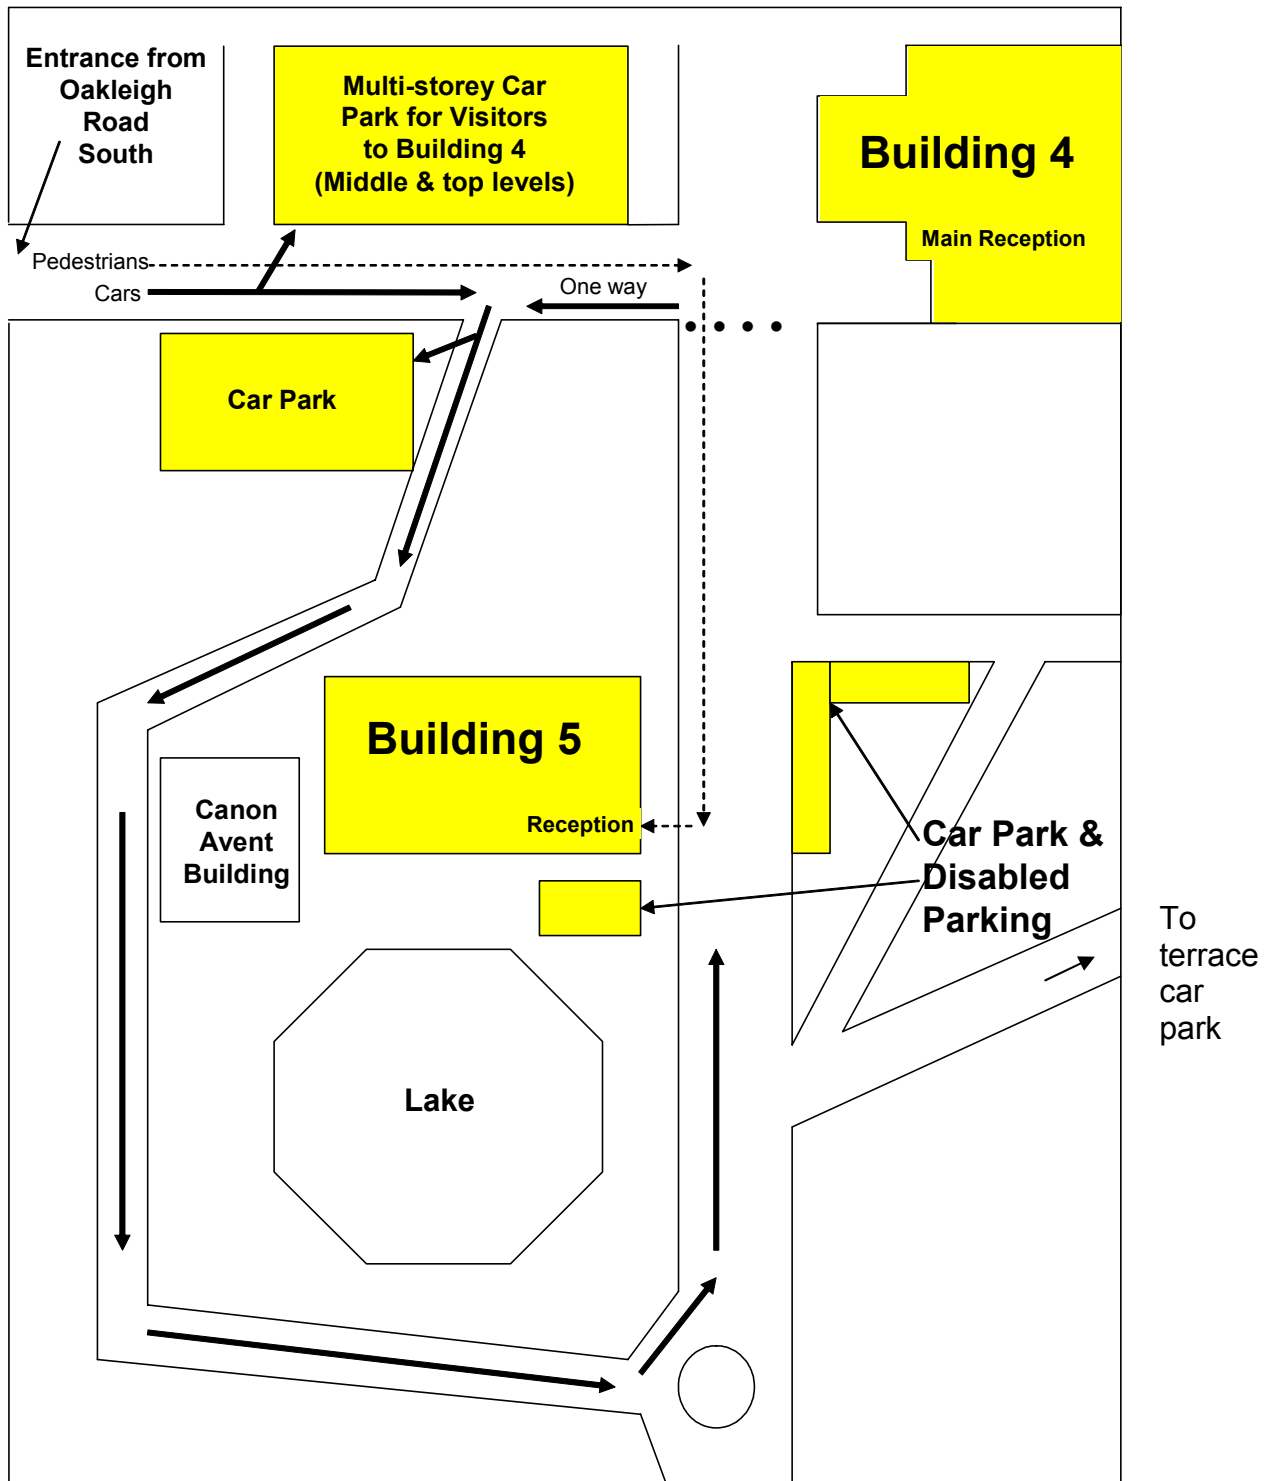 Entrance from
Oakleigh
Road
South
Multi-storey Car
Park for Visitors
to Building 4
(Middle & top levels)
Building 4
Main Reception
Pedestrians
Cars
One way
Car Park
Building 5
Reception
Canon
Avent
Building
Car Park &
Disabled
Parking
To
terrace
car
park
Lake